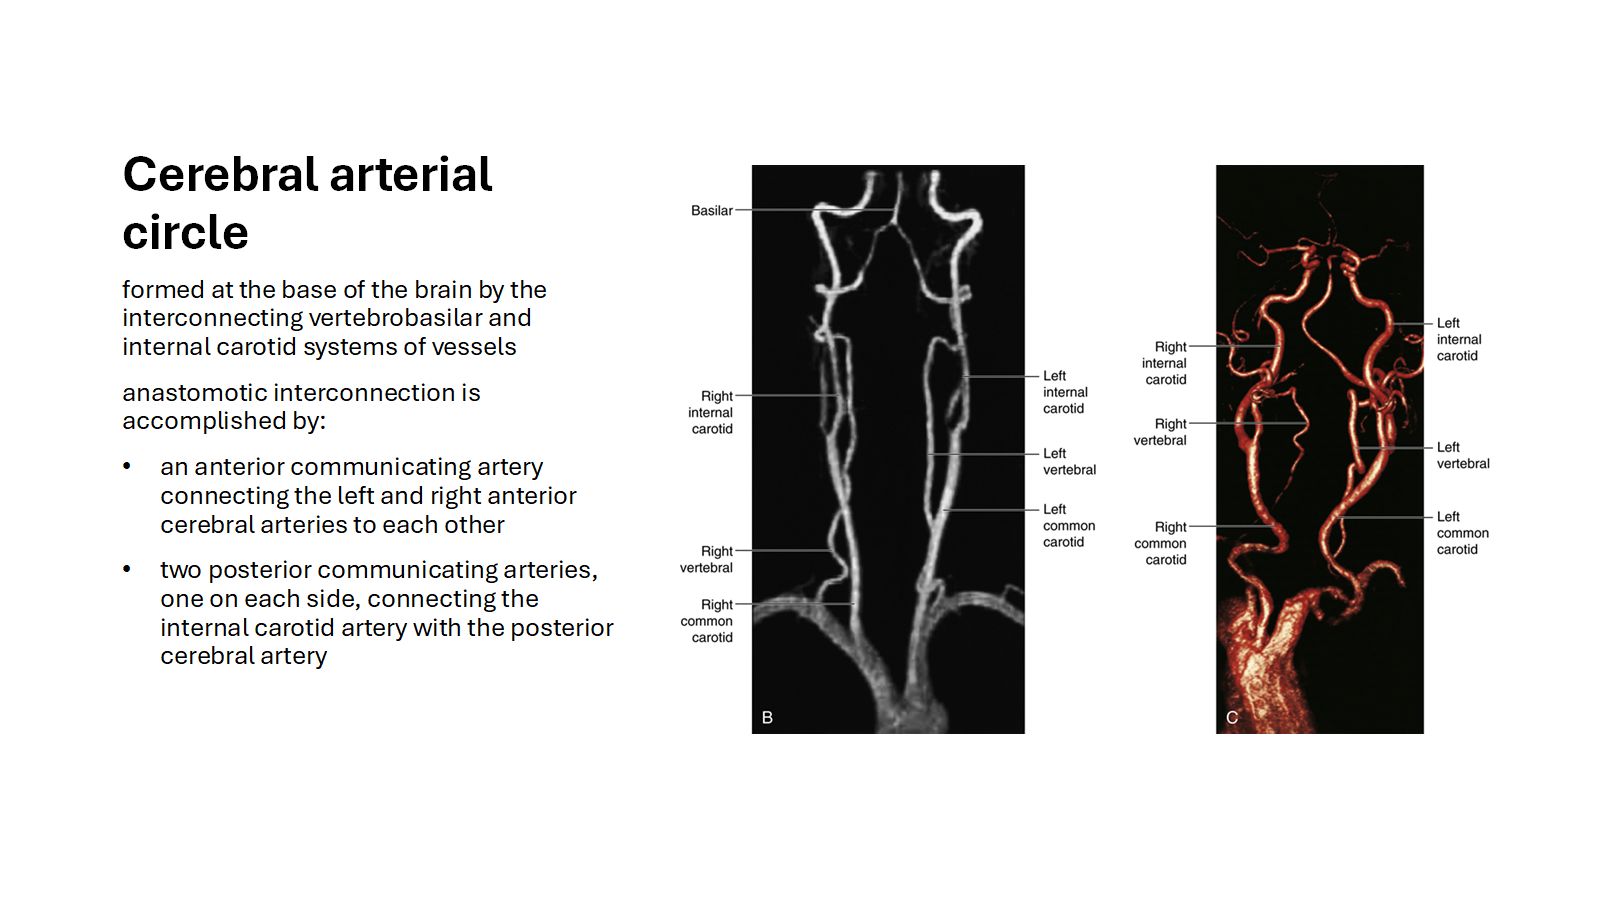 Cerebral arterial
circle
formed at the base of the brain by the
interconnecting vertebrobasilar and
internal carotid systems of vessels
anastomotic interconnection is
accomplished by:
• an anterior communicating artery
connecting the left and right anterior
cerebral arteries to each other
• two posterior communicating arteries,
one on each side, connecting the
internal carotid artery with the posterior
cerebral artery
Basilar
Right
internal
carotid
Right
vertebral
Right
common
carotid
Left
internal
carotid
Left
vertebral
Left
common
carotid
B
Right
internal
carotid
Right
vertebral
Right
common
carotid
Left
internal
carotid
Left
vertebral
Left
common
carotid
C